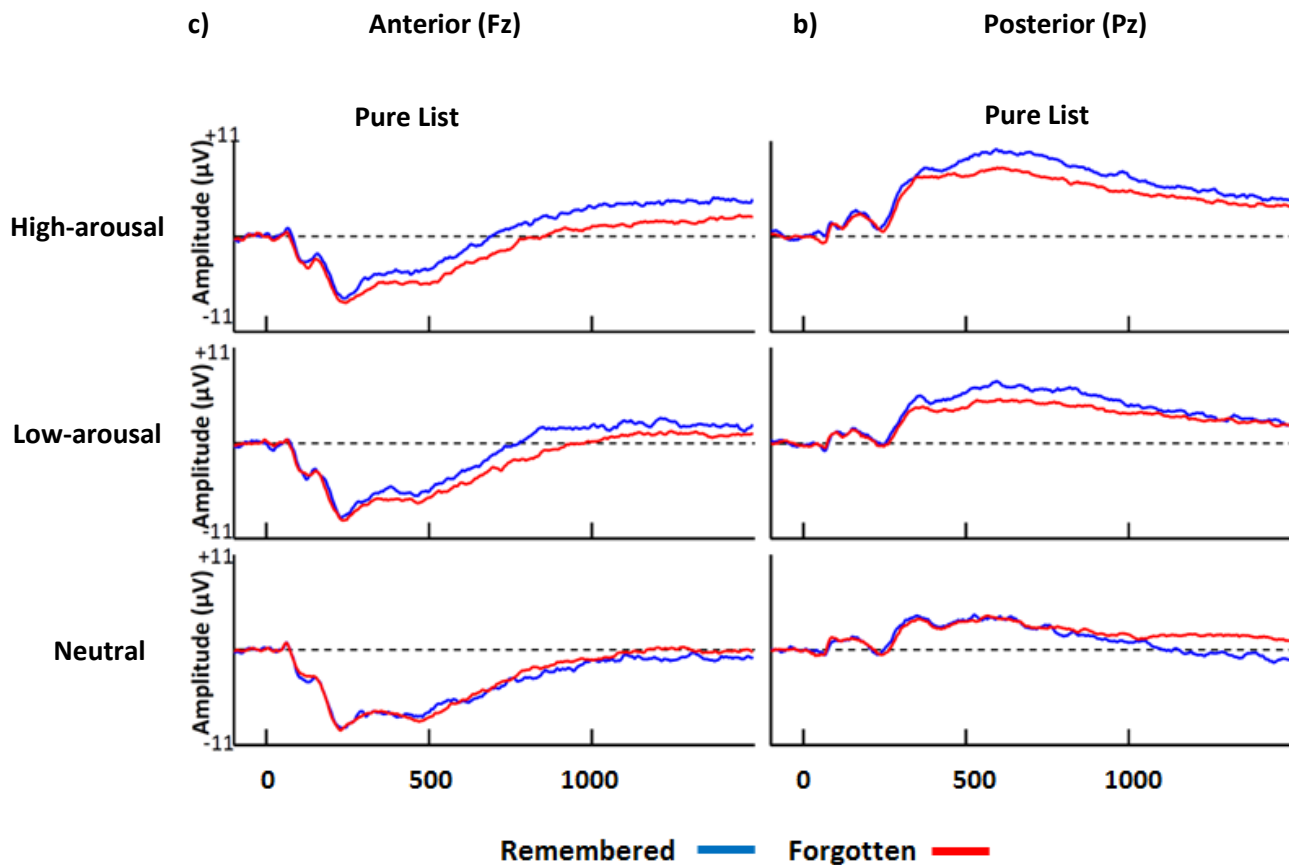 c) Anterior (Fz) b) Posterior (Pz)
Pure List Pure List
High-arousal
Amplitude (µV)
+11
-11
Low-arousal
Amplitude (µV)
+11
-11
Neutral
Amplitude (µV)
+11
-11
0 500 1000 0 500 1000
Remembered Forgotten